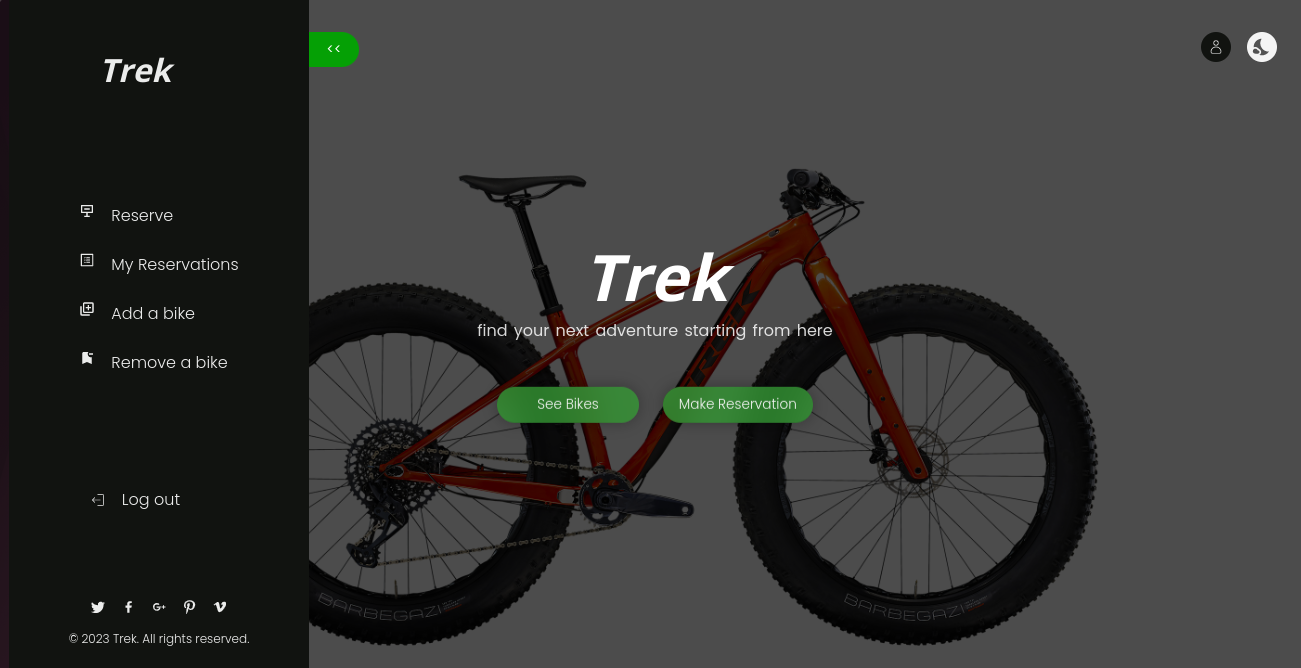 Trek
<<
Reserve
My Reservations
Add a bike
Remove a bike
Log out
© 2023 Trek. All rights reserved.
Trek
find your next adventure starting from here
See Bikes
Make Reservation
TREK
BARBEGAZI
BARBEGAZI